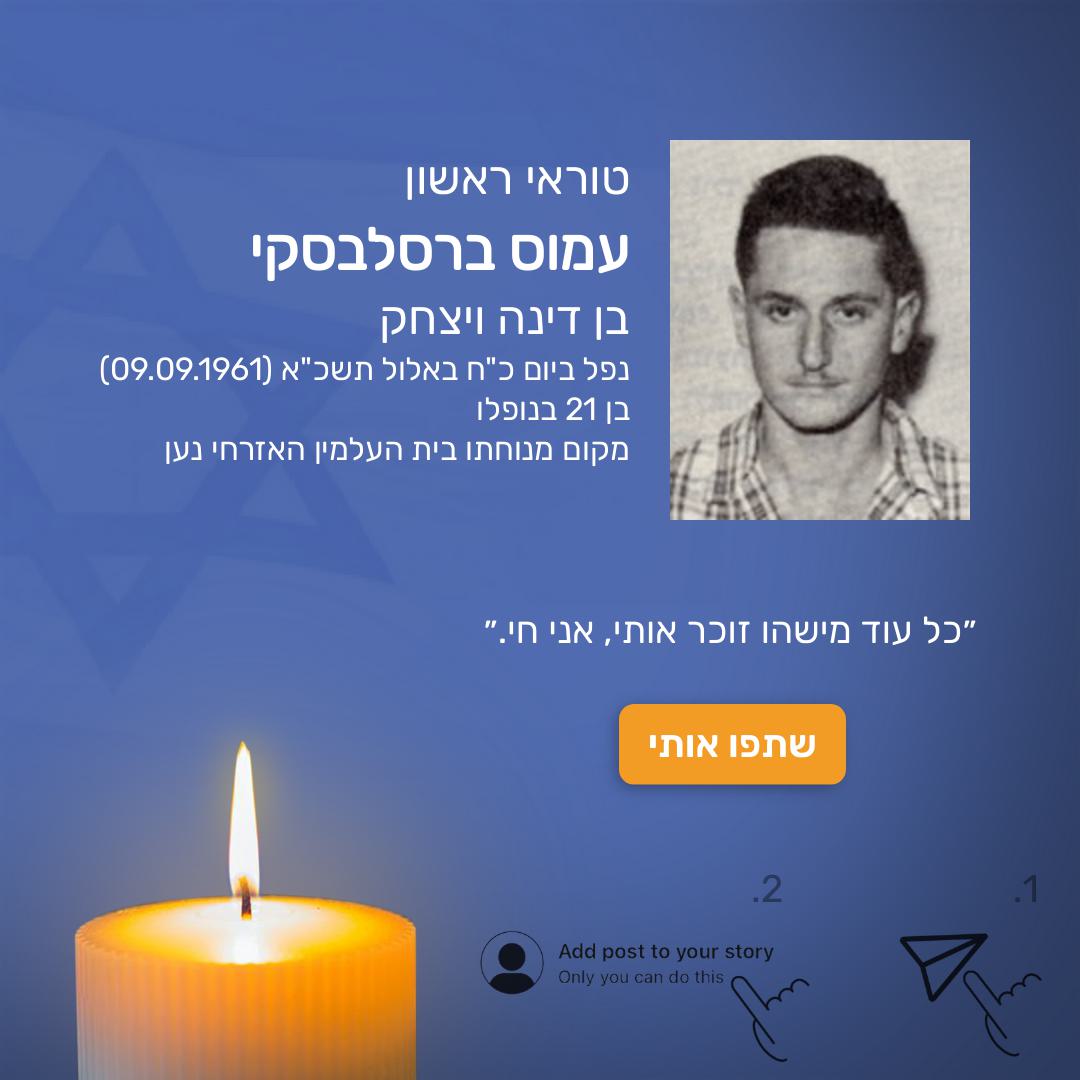 טוראי ראשון
עמוס ברסלבסקי
בן דינה ויצחק
נפל ביום כ"ח באלול תשכ"א (09.09.1961)
בן 21 בנופלו
מקום מנוחתו בית העלמין האזרחי נען
״כל עוד מישהו זוכר אותי, אני חי.״
שתפו אותי
.1
.2
Add post to your story
Only you can do this